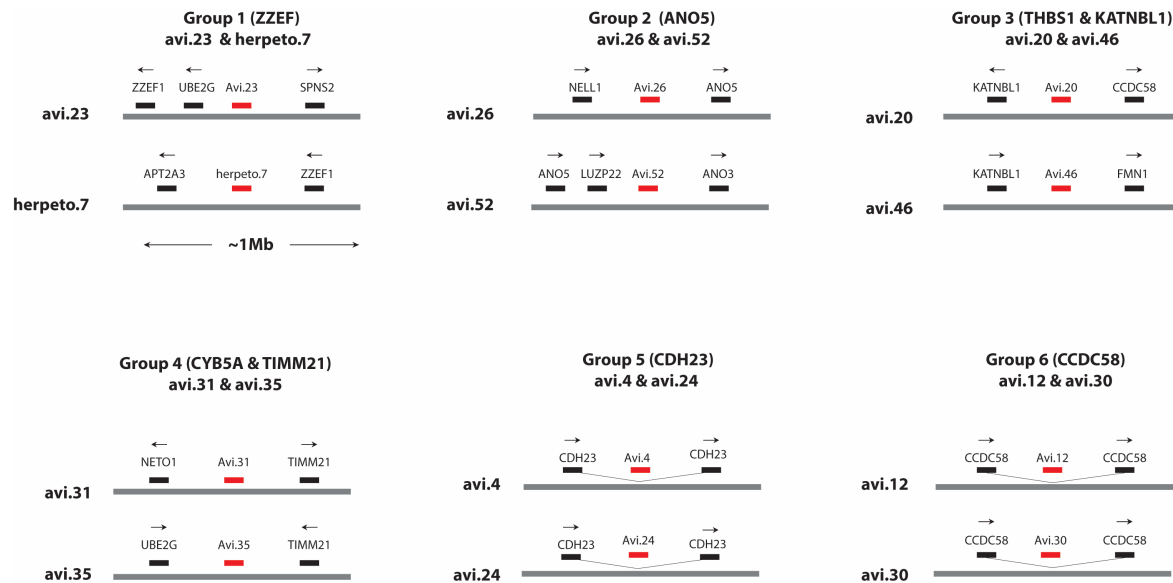 Group 1 (ZZEF)
avi.23 & herpeto.7
ZZEF1 UBE2G Avi.23 SPNS2
avi.23
APT2A3 herpeto.7 ZZEF1
herpeto.7
~1Mb
Group 2 (ANO5)
avi.26 & avi.52
NELL1 Avi.26 ANO5
avi.26
ANO5 LUZP22 Avi.52 ANO3
avi.52
Group 3 (THBS1 & KATNBL1)
avi.20 & avi.46
KATNBL1 Avi.20 CCDC58
avi.20
KATNBL1 Avi.46 FMN1
avi.46
Group 4 (CYB5A & TIMM21)
avi.31 & avi.35
NETO1 Avi.31 TIMM21
avi.31
UBE2G Avi.35 TIMM21
avi.35
Group 5 (CDH23)
avi.4 & avi.24
CDH23 Avi.4 CDH23
avi.4
CDH23 Avi.24 CDH23
avi.24
Group 6 (CCDC58)
avi.12 & avi.30
CCDC58 Avi.12 CCDC58
avi.12
CCDC58 Avi.30 CCDC58
avi.30